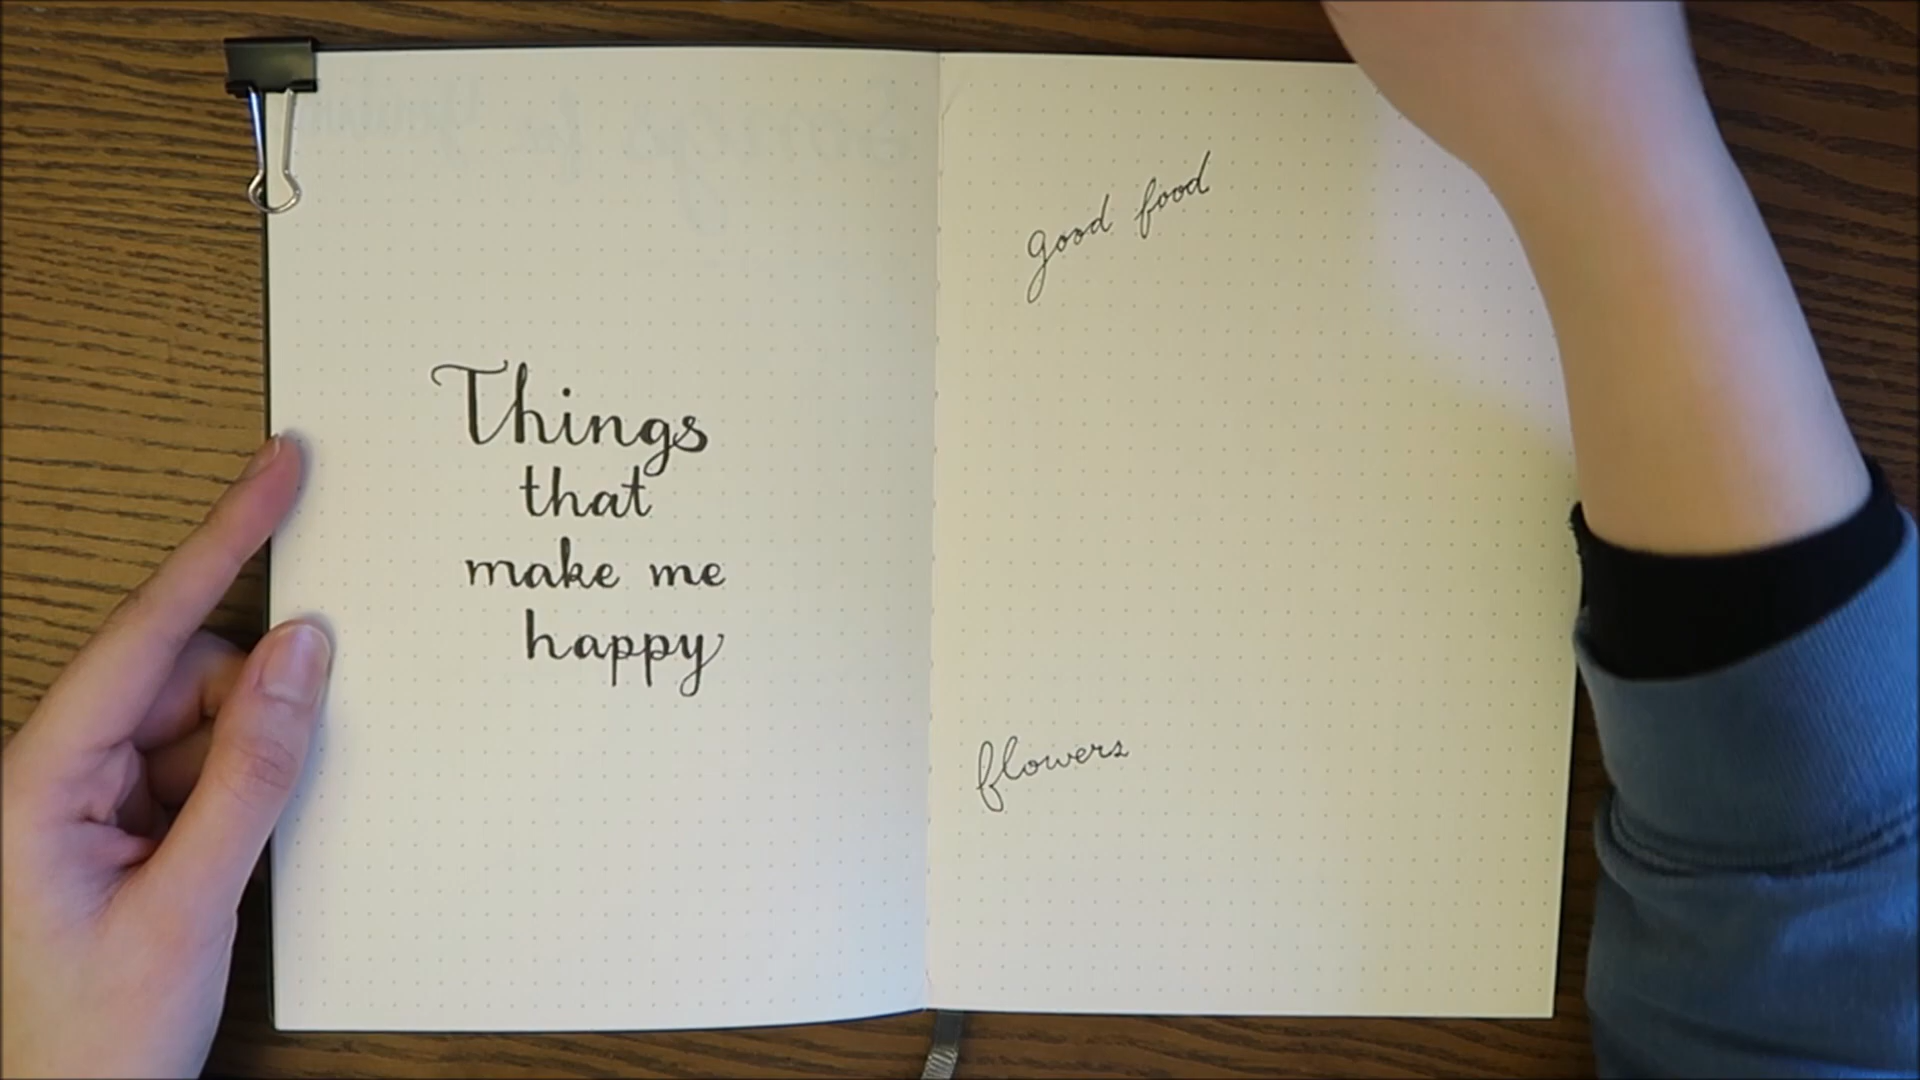 Things
that
make me
happy
good food
flowers